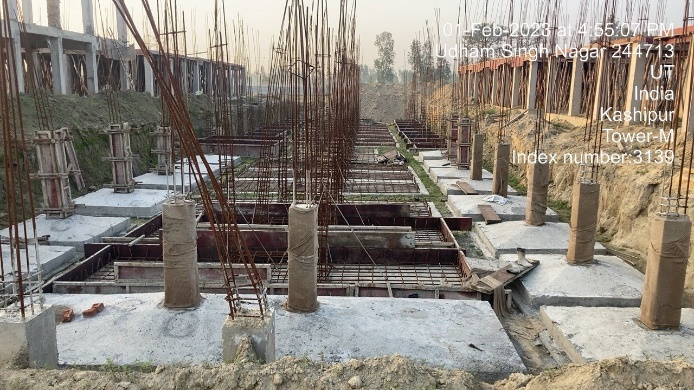 01-Feb-2023 at 4:55:07 PM
Udham Singh Nagar 244713
UT
India
Kashipur
Tower-M
Index number:3139